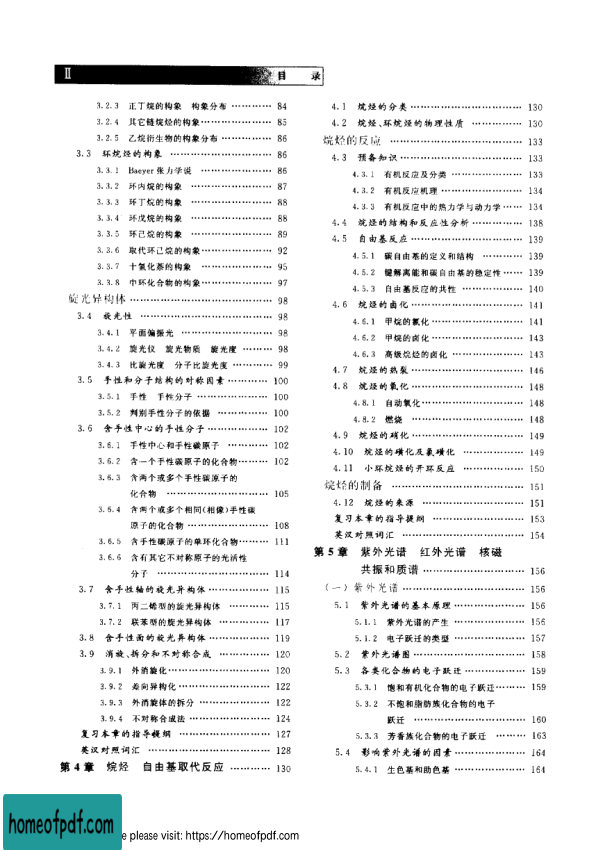 Ⅱ 目 录
3.2.3 正丁烷的构象 构象分布 ………… 84
3.2.4 其它链烷烃的构象………………… 85
3.2.5 乙烷衍生物的构象分布 ………… 86
3.3 环烷烃的构象 ……………………… 86
3.3.1 Baeyer张力学说 ………………… 86
3.3.2 环内烷的构象 …………………… 87
3.3.3 环丁烷的构象 …………………… 88
3.3.4 环戊烷的构象 …………………… 88
3.3.5 环己烷的构象 …………………… 89
3.3.6 取代环己烷的构象………………… 92
3.3.7 十氢化萘的构象 ………………… 95
3.3.8 中环化合物的构象………………… 97
旋光异构体 ………………………………… 98
3.4 旋光性 ……………………………… 98
3.4.1 平面偏振光 ……………………… 98
3.4.2 旋光仪 旋光物质 旋光度 ……… 98
3.4.3 比旋光度 分子比旋光度 ………… 99
3.5 手性和分子结构的对称因素 ………… 100
3.5.1 手性 手性分子 ………………… 100
3.5.2 判别手性分子的依据 …………… 100
3.6 含手性中心的手性分子 …………… 102
3.6.1 手性中心和手性碳原子 ………… 102
3.6.2 含一个手性碳原子的化合物……… 102
3.6.3 含两个或多个手性碳原子的
化合物 ………………………… 105
3.6.4 含两个或多个相同(相像)手性碳
原子的化合物 …………………… 108
3.6.5 含手性碳原子的单环化合物……… 111
3.6.6 含有其它不对称原子的光活性
分子 …………………………… 114
3.7 含手性轴的旋光异构体 …………… 115
3.7.1 丙二烯型的旋光异构体 ………… 115
3.7.2 联苯型的旋光异构体 …………… 117
3.8 含手性面的旋光异构体 …………… 119
3.9 消旋、拆分和不对称合成 …………… 120
3.9.1 外消旋化………………………… 120
3.9.2 差向异构化 ……………………… 122
3.9.3 外消旋体的拆分 ………………… 122
3.9.4 不对称合成法 …………………… 124
复习本章的指导提纲 …………………… 127
英汉对照词汇 …………………………… 128
第4章 烷烃 自由基取代反应 ………… 130
4.1 烷烃的分类 ………………………… 130
4.2 烷烃、环烷烃的物理性质 ………… 130
烷烃的反应 ……………………………… 133
4.3 预备知识 …………………………… 133
4.3.1 有机反应及分类 ………………… 133
4.3.2 有机反应机理 …………………… 134
4.3.3 有机反应中的热力学与动力学 …… 134
4.4 烷烃的结构和反应性分析 ………… 138
4.5 自由基反应 ………………………… 139
4.5.1 碳自由基的定义和结构 ………… 139
4.5.2 键解离能和碳自由基的稳定性…… 139
4.5.3 自由基反应的共性 ……………… 140
4.6 烷烃的卤化 ………………………… 141
4.6.1 甲烷的氯化 ……………………… 141
4.6.2 甲烷的卤化 ……………………… 143
4.6.3 高级烷烃的卤化 ………………… 143
4.7 烷烃的热裂 ………………………… 146
4.8 烷烃的氧化 ………………………… 148
4.8.1 自动氧化………………………… 148
4.8.2 燃烧 …………………………… 148
4.9 烷烃的硝化 ………………………… 149
4.10 烷烃的磺化及氯磺化 …………… 149
4.11 小环烷烃的开环反应 …………… 150
烷烃的制备 ……………………………… 151
4.12 烷烃的来源 ……………………… 151
复习本章的指导提纲 …………………… 153
英汉对照词汇 …………………………… 154
第5章 紫外光谱 红外光谱 核磁
共振和质谱 ……………………… 156
(一) 紫外光谱 ………………………… 156
5.1 紫外光谱的基本原理 ……………… 156
5.1.1 紫外光谱的产生 ………………… 156
5.1.2 电子跃迁的类型 ………………… 157
5.2 紫外光谱图 ………………………… 158
5.3 各类化合物的电子跃迁 …………… 159
5.3.1 饱和有机化合物的电子跃迁……… 159
5.3.2 不饱和脂肪族化合物的电子
跃迁 …………………………… 160
5.3.3 芳香族化合物的电子跃迁 ……… 163
5.4 影响紫外光谱的因素 ……………… 164
5.4.1 生色基和助色基 ………………… 164
homeofpdf.com
e please visit: https://homeofpdf.com